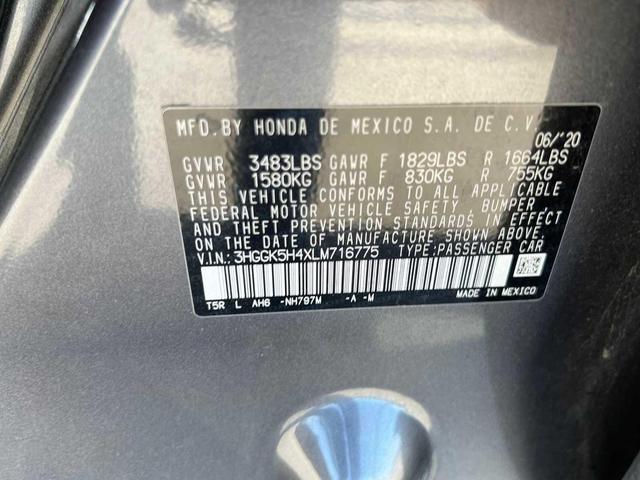 MFD. BY HONDA DE MEXICO S.A. DE C.V.
06/'20
GVWR 3483LBS GAWR F 1829LBS R 1664LBS
GVWR 1580KG GAWR F 830KG R 755KG
THIS VEHICLE CONFORMS TO ALL APPLICABLE
FEDERAL MOTOR VEHICLE SAFETY, BUMPER,
AND THEFT PREVENTION STANDARDS IN EFFECT
ON THE DATE OF MANUFACTURE SHOWN ABOVE.
V.I.N.: 3HGGK5H4XLM716775 TYPE: PASSENGER CAR
T5R L AH6 -NH797M -A -M MADE IN MEXICO